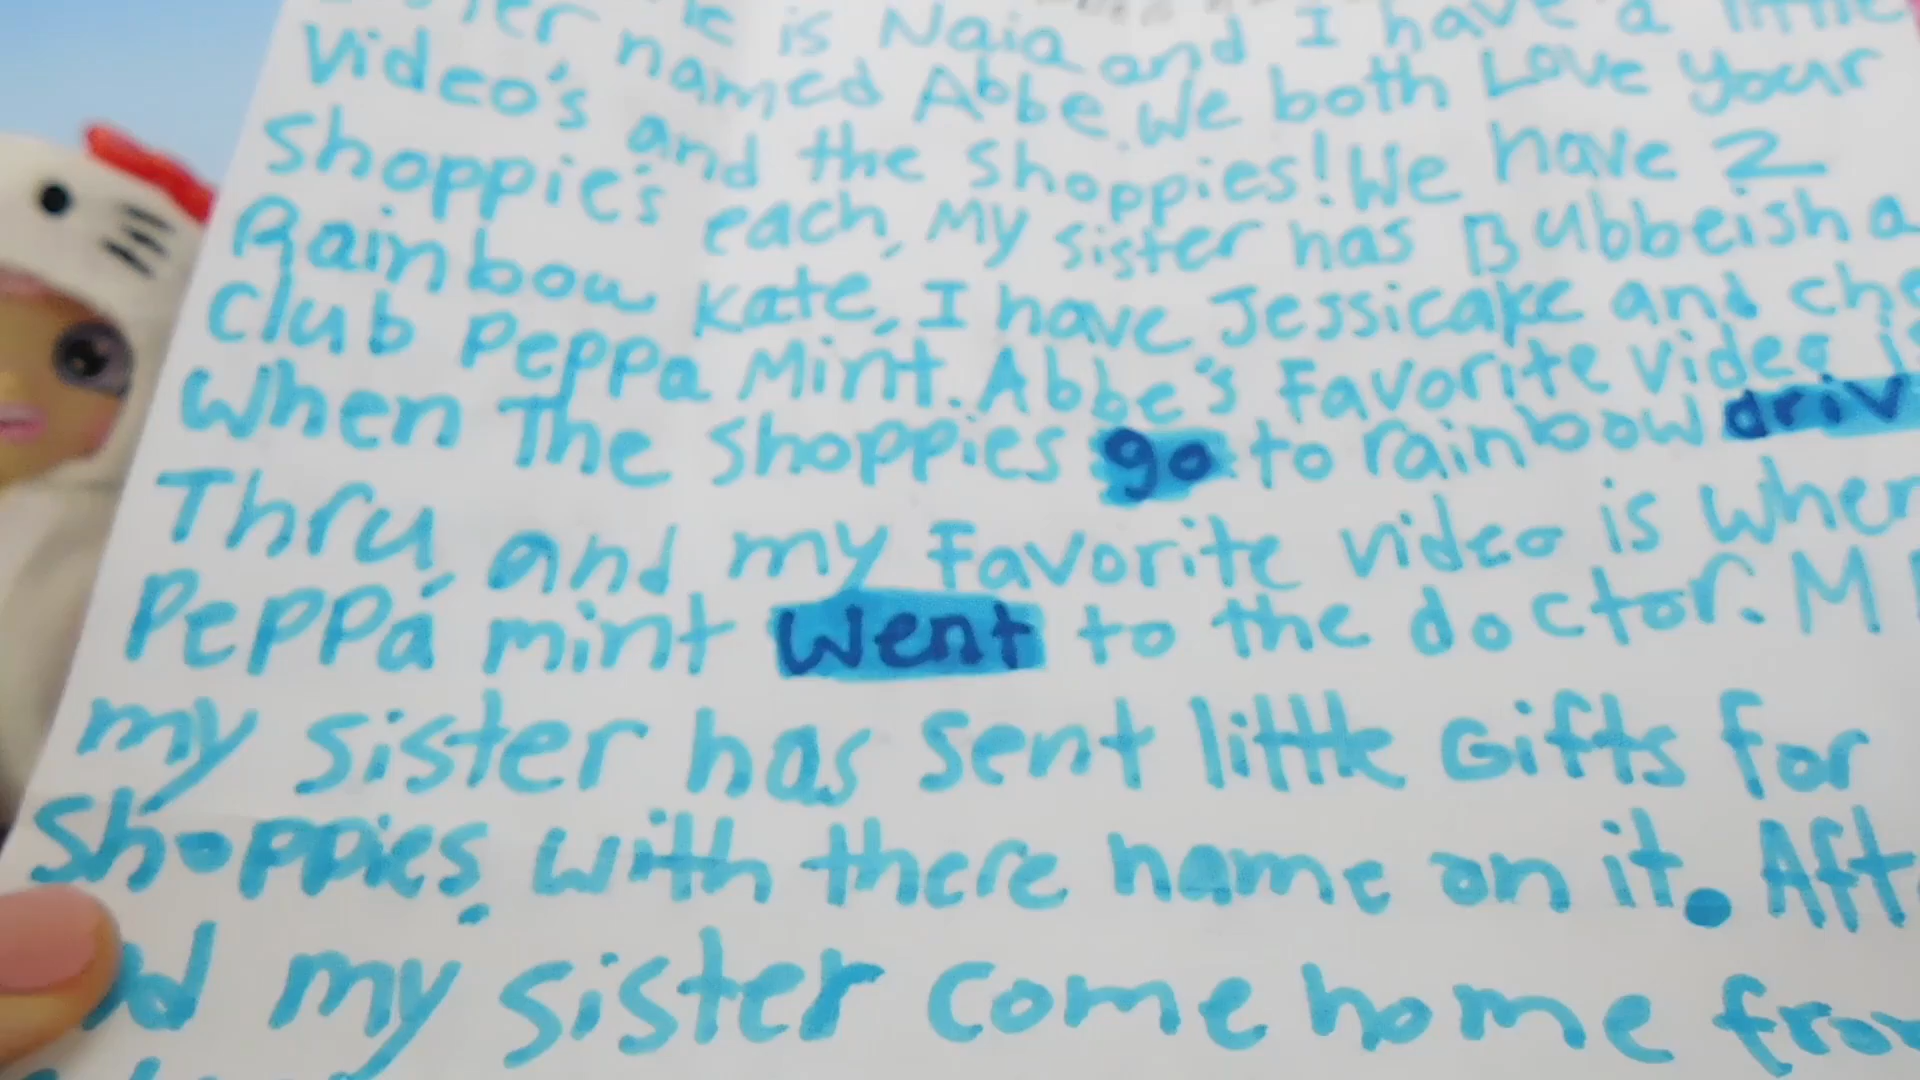 is Naia and I have a little
named Abbe. We both Love your
Video's and the Shoppies! We have 2
Shoppie's each, My sister has Bubbeisha
Rainbow Kate, I have Jessicake and
Club Peppa Mint. Abbe's Favorite video is
When The Shoppies go to rainbow driv
Thru, and my Favorite video is When
Peppa mint went to the doctor. M
my sister has sent little Gifts for
Shoppies. with there name on it. Aft
my sister come home from